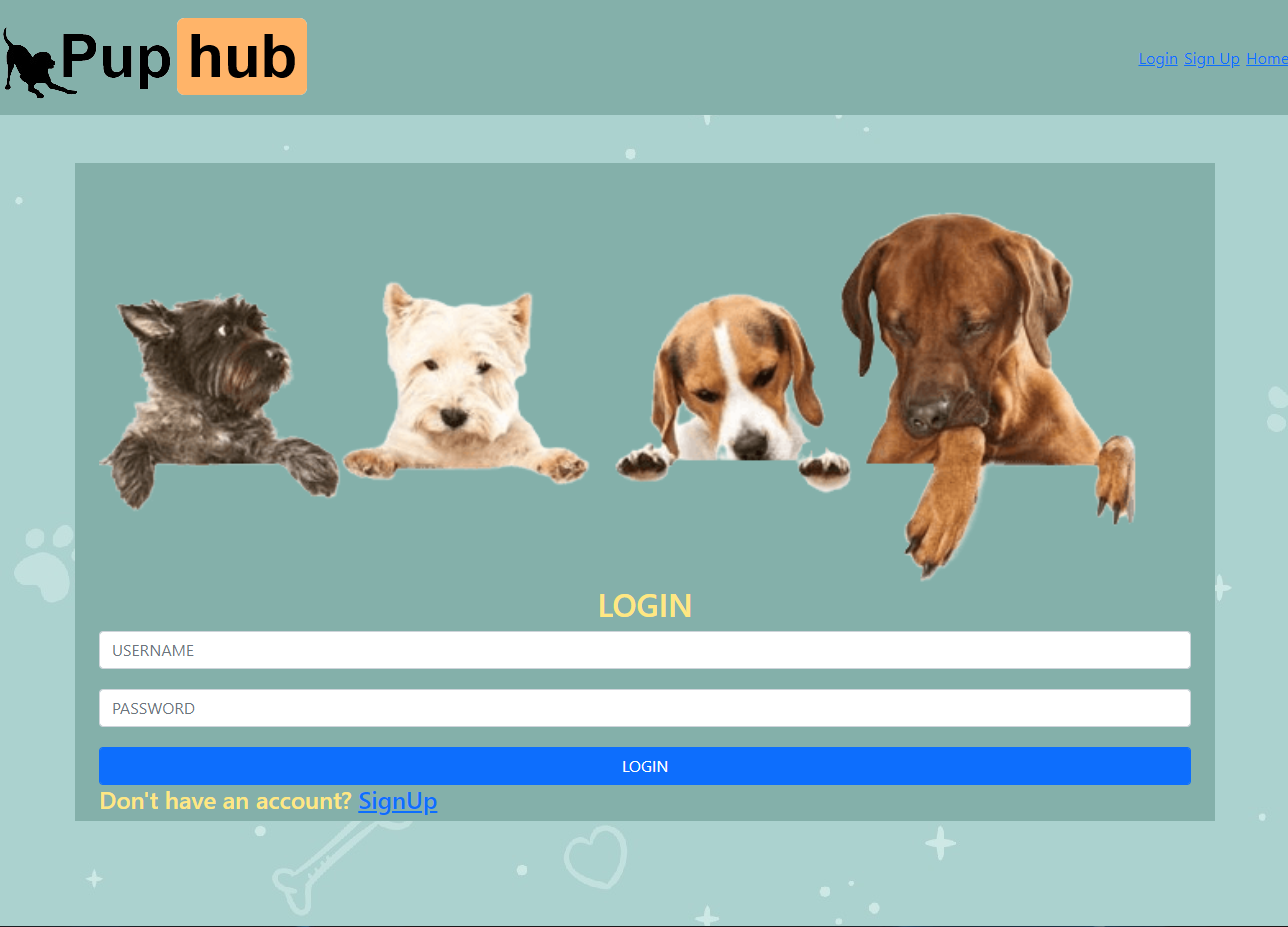 Pup hub
Login Sign Up Home
LOGIN
USERNAME
PASSWORD
LOGIN
Don't have an account? SignUp